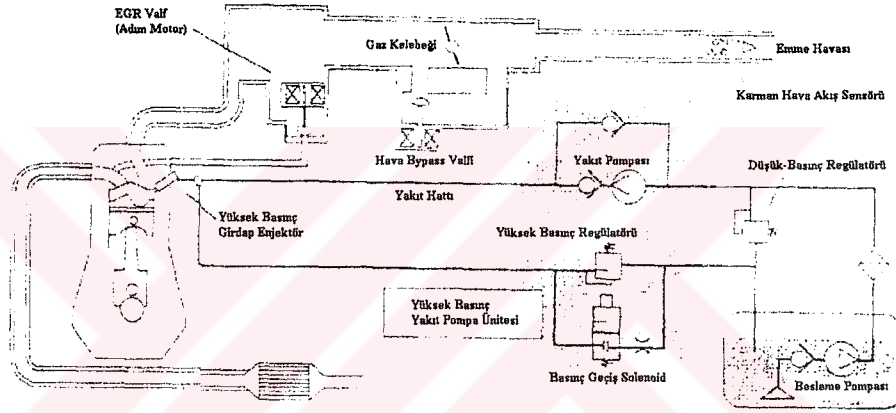 EGR Valf
(Adım Motor)
Gaz Kelebeği
Emme Havası
Karman Hava Akış Sensörü
Hava Bypass Valfi
Yakıt Pompası
Düşük-Basınç
Regülatörü
Yakıt Hattı
Yüksek Basınç
Girdap Enjektör
Yüksek Basınç Regülatörü
Yüksek Basınç
Yakıt Pompa Ünitesi
Basınç Geçiş Solenoid
Besleme Pompası